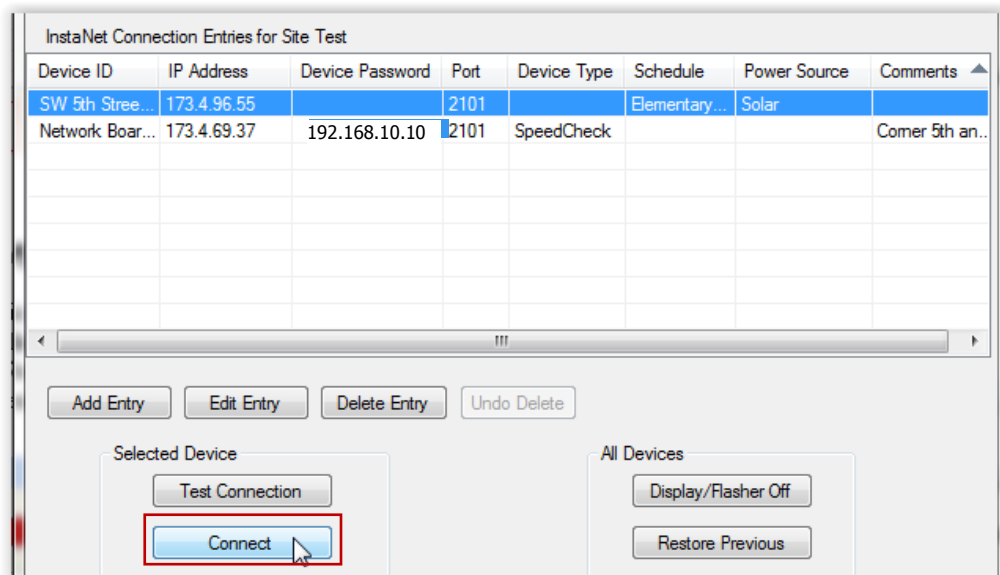 InstaNet Connection Entries for Site Test
Device ID IP Address Device Password Port Device Type Schedule Power Source Comments
SW 5th Stree... 173.4.96.55 2101 Elementary... Solar
Network Boar... 173.4.69.37 192.168.10.10 2101 SpeedCheck Corner 5th an..
Add Entry Edit Entry Delete Entry Undo Delete
Selected Device All Devices
Test Connection Display/Flasher Off
Connect Restore Previous